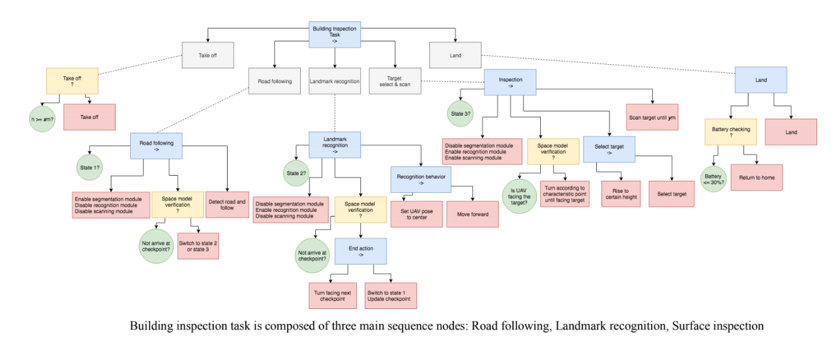 Building Inspection
Task
->
Take off
Land
Road following
Landmark recognition
Target
select & scan
Take off
?
Inspection
->
Land
->
Take off
State 3?
Scan target until ym
Road following
->
Landmark
recognition
->
Disable segmentation module
Enable recognition module
Enable scanning module
Space model
verification
?
Select target
->
Battery checking
?
Land
State 1?
State 2?
Recognition behavior
->
Is UAV
facing the
target?
Turn according to
characteristic point
until facing target
Rise to
certain height
Select target
Battery
<= 30%?
Return to home
Enable segmentation module
Disable recognition module
Disable scanning module
Space model
verification
?
Detect road and
follow
Disable segmentation module
Enable recognition module
Disable scanning module
Space model
verification
?
Set UAV pose
to center
Move forward
Not arrive at
checkpoint?
Switch to state 2
or state 3
Not arrive at
checkpoint?
End action
->
Turn facing next
checkpoint
Switch to state 1
Update checkpoint
Building inspection task is composed of three main sequence nodes: Road following, Landmark recognition, Surface inspection